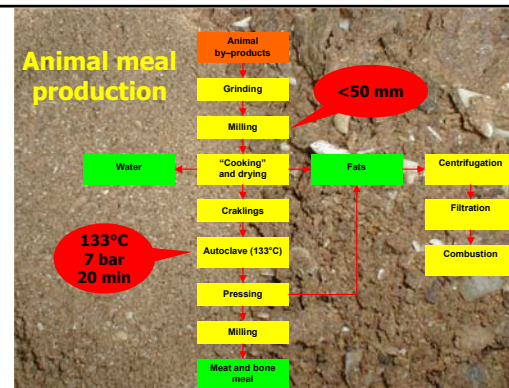 Animal meal
production
Animal
by–products
Grinding
<50 mm
Milling
Water
“Cooking”
and drying
Fats
Centrifugation
Craklings
Filtration
133°C
7 bar
20 min
Autoclave (133°C)
Combustion
Pressing
Milling
Meat and bone
meal